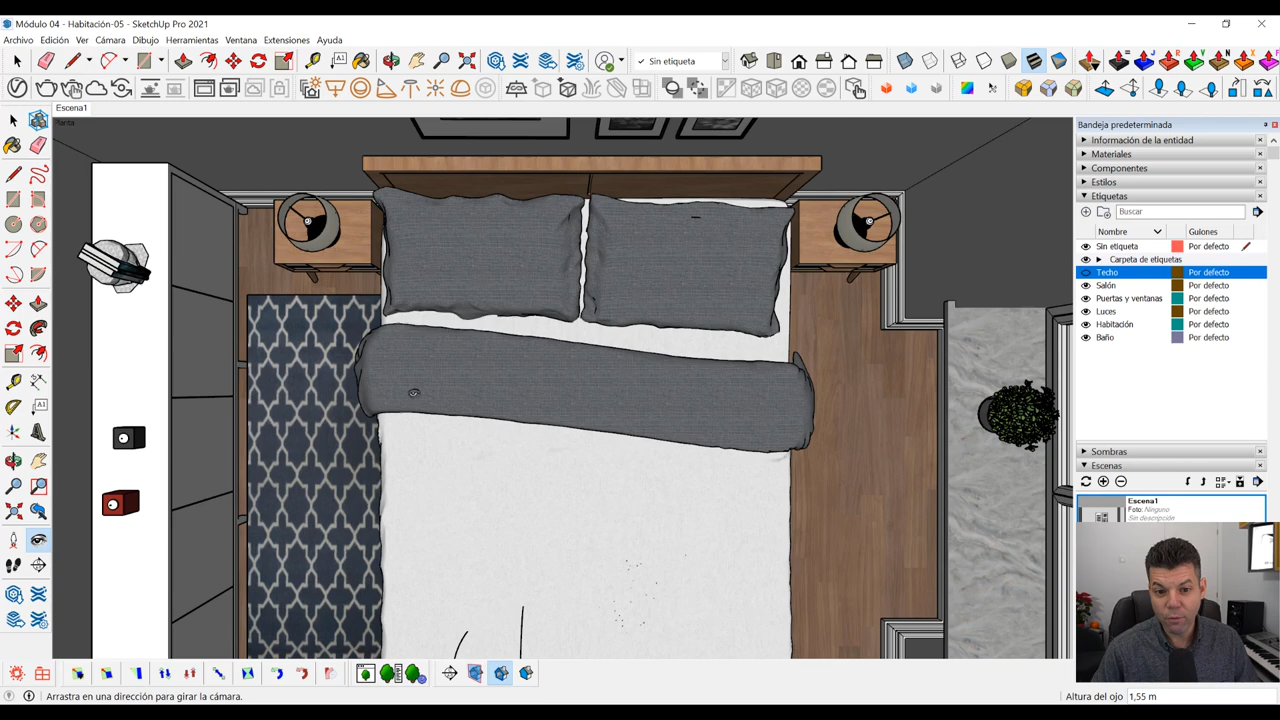 Módulo 04 - Habitación-05 - SketchUp Pro 2021
Archivo Edición Ver Cámara Dibujo Herramientas Ventana Extensiones Ayuda
Sin etiqueta
Escena1
Planta
Bandeja predeterminada
Información de la entidad
Materiales
Componentes
Estilos
Etiquetas
Buscar
Nombre Guiones
Sin etiqueta Por defecto
Carpeta de etiquetas
Techo Por defecto
Salón Por defecto
Puertas y ventanas Por defecto
Luces Por defecto
Habitación Por defecto
Baño Por defecto
Sombras
Escenas
Escena1
Foto: Ninguno
Sin descripción
Arrastra en una dirección para girar la cámara.
Altura del ojo 1,55 m